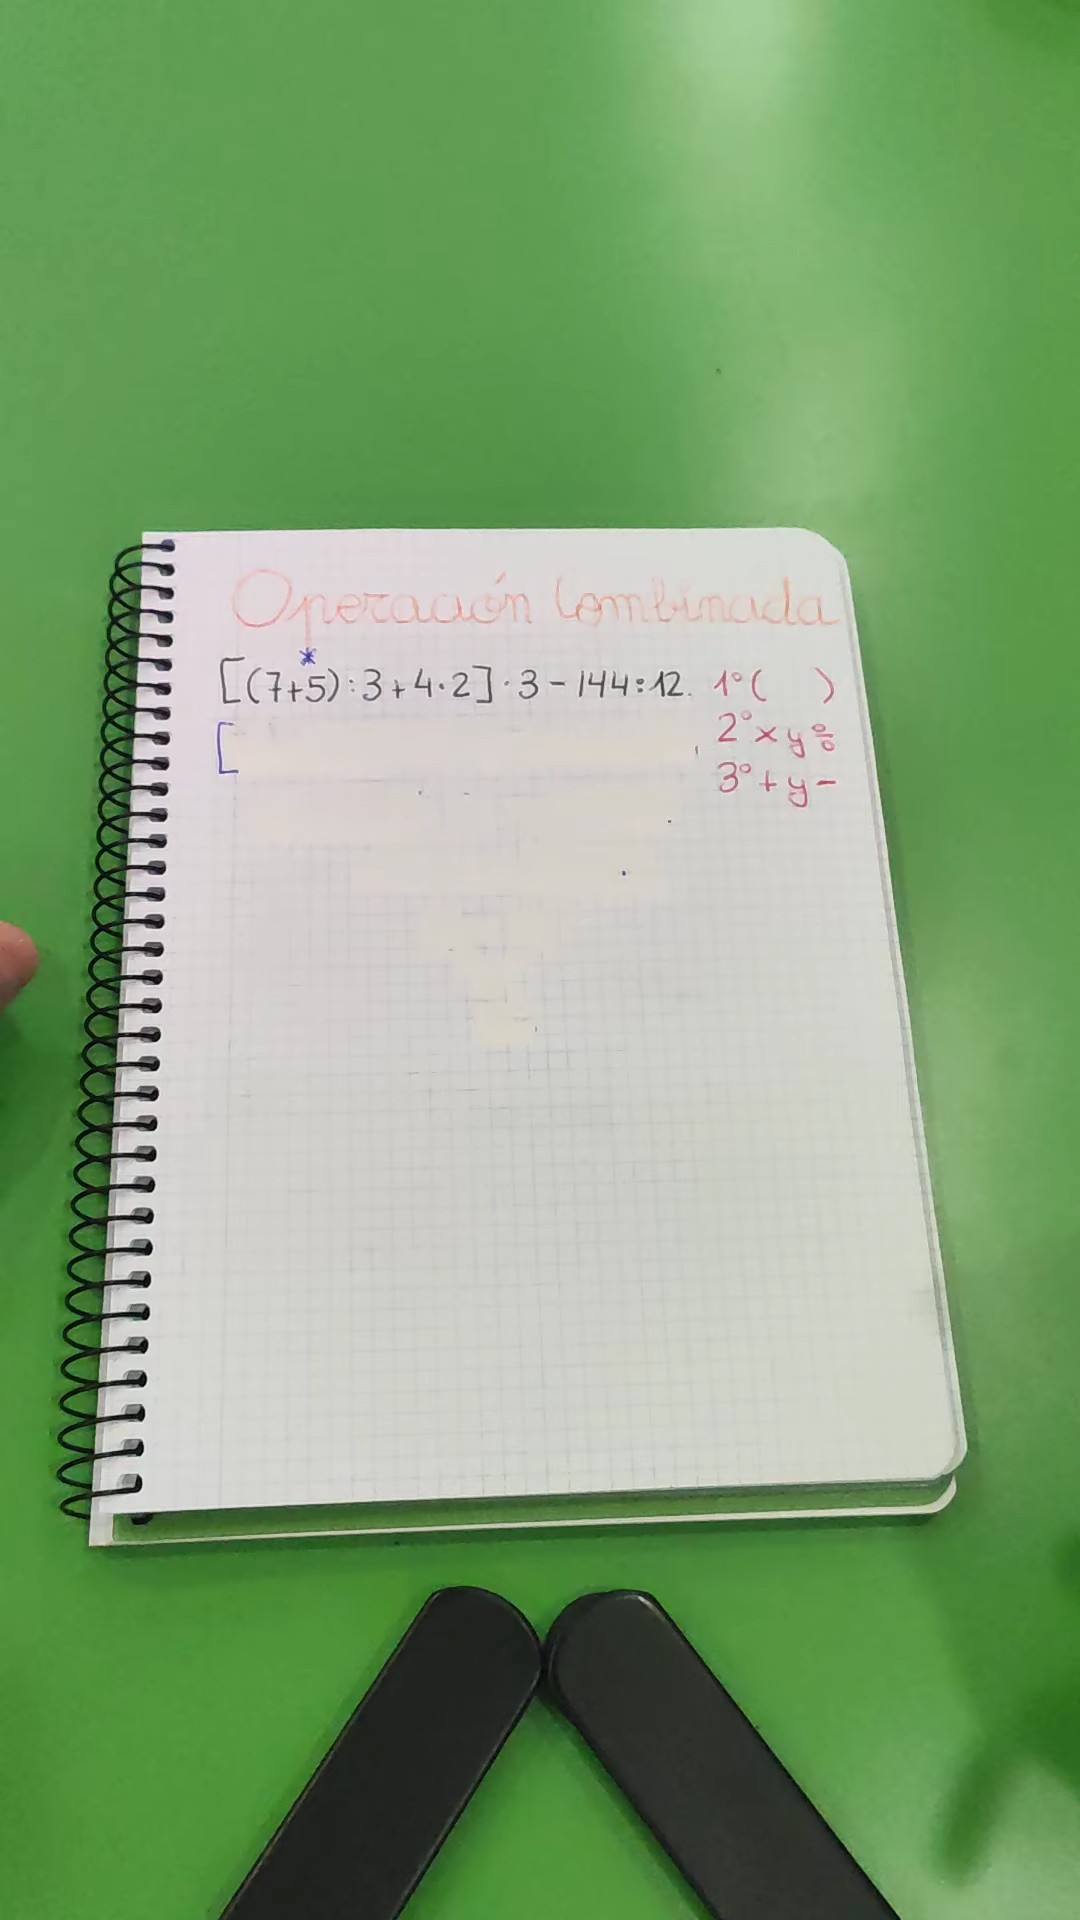 Operación Combinada
*
[(7+5):3+4·2]·3-144:12. 1º( )
[ 2º x y ÷
3º + y -